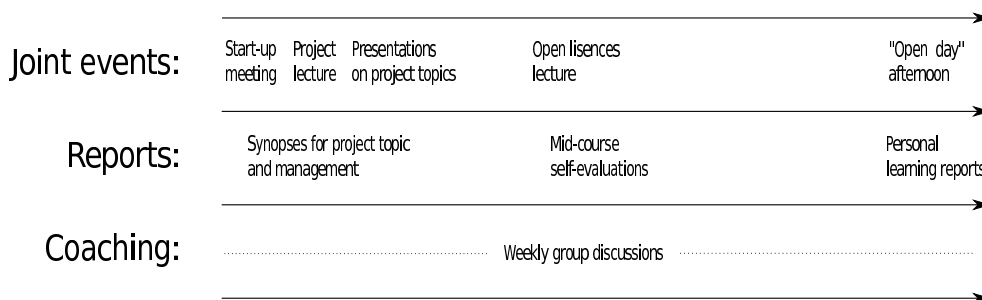 Joint events:
Start-up meeting
Project lecture
Presentations on project topics
Open lisences lecture
"Open day" afternoon
Reports:
Synopses for project topic and management
Mid-course self-evaluations
Personal learning reports
Coaching:
Weekly group discussions